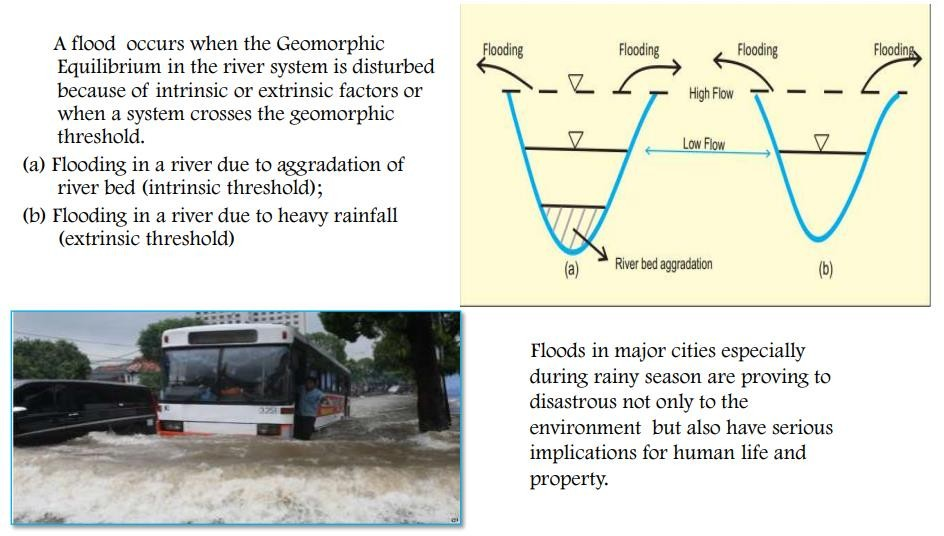 A flood occurs when the Geomorphic
Equilibrium in the river system is disturbed
because of intrinsic or extrinsic factors or
when a system crosses the geomorphic
threshold.
(a) Flooding in a river due to aggradation of
river bed (intrinsic threshold);
(b) Flooding in a river due to heavy rainfall
(extrinsic threshold)
Flooding
Flooding
Flooding
Flooding
High Flow
Low Flow
River bed aggradation
(a)
(b)
3251
Floods in major cities especially
during rainy season are proving to
disastrous not only to the
environment but also have serious
implications for human life and
property.